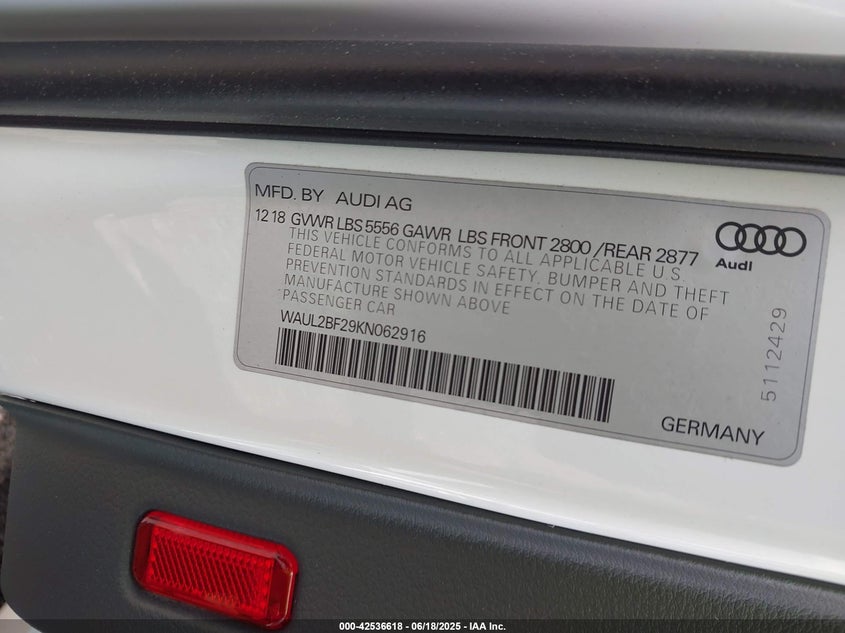 MFD. BY AUDI AG
12 18 GVWR LBS 5556 GAWR LBS FRONT 2800 /REAR 2877
THIS VEHICLE CONFORMS TO ALL APPLICABLE U.S.
FEDERAL MOTOR VEHICLE SAFETY, BUMPER AND THEFT
PREVENTION STANDARDS IN EFFECT ON THE DATE OF
MANUFACTURE SHOWN ABOVE
PASSENGER CAR
WAUL2BF29KN062916
Audi
5112429
GERMANY
000-42536618 - 06/18/2025 - IAA Inc.